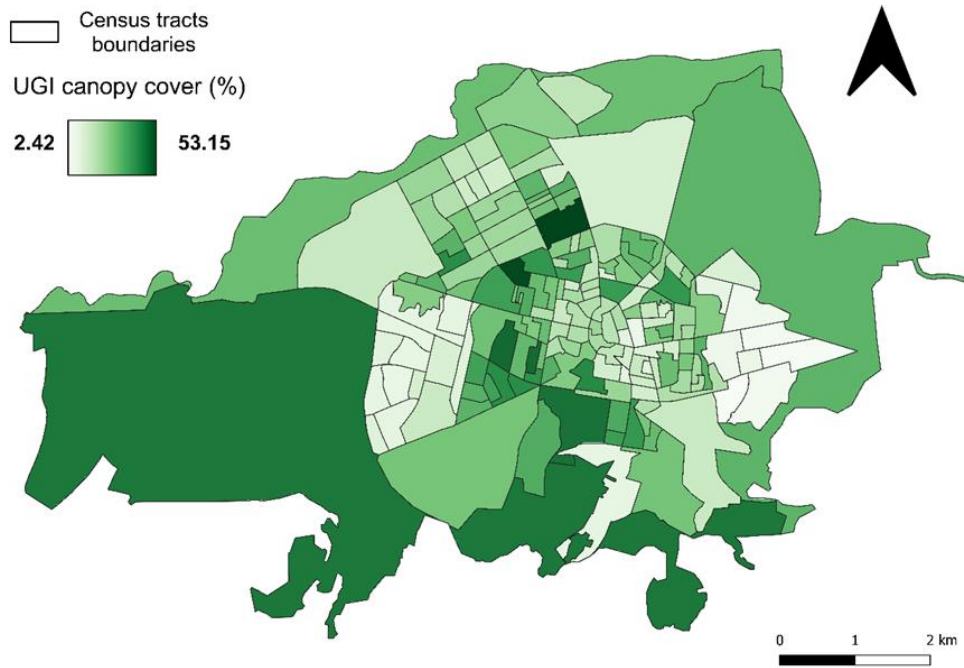 Census tracts
boundaries
UGI canopy cover (%)
2.42 53.15
0 1 2 km